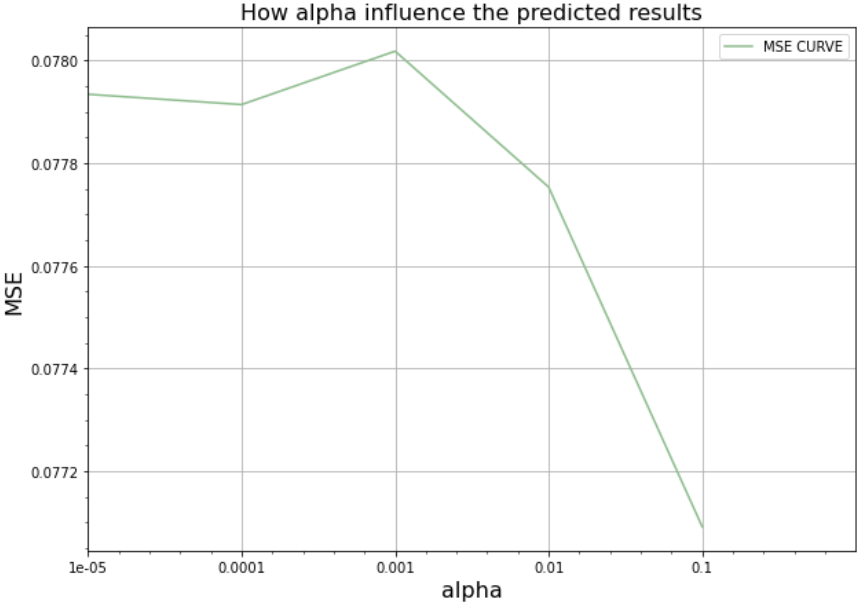 How alpha influence the predicted results
MSE CURVE
0.0780
0.0778
0.0776
0.0774
0.0772
MSE
1e-05 0.0001 0.001 0.01 0.1
alpha